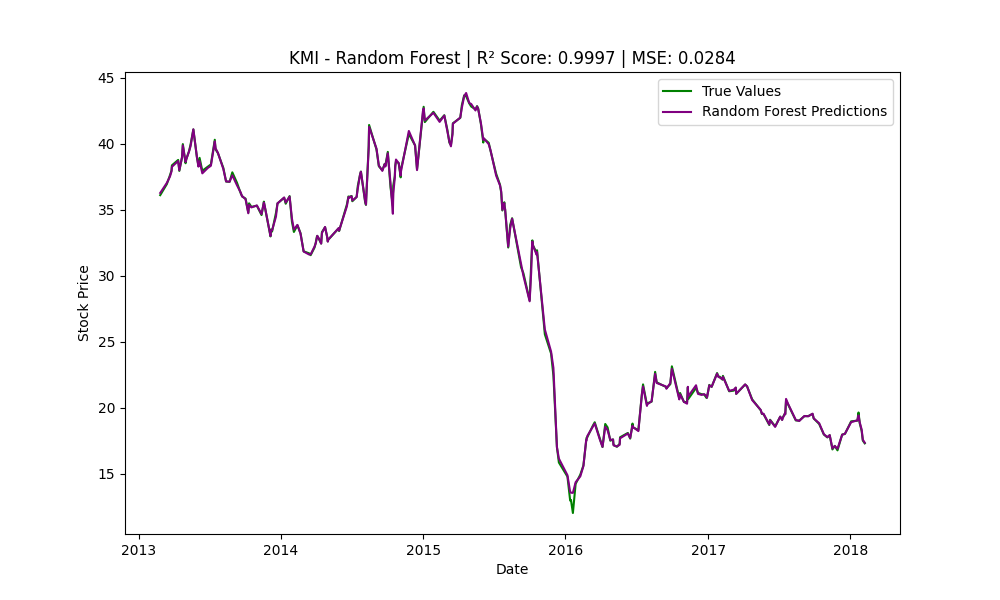 KMI - Random Forest | R² Score: 0.9997 | MSE: 0.0284
True Values
Random Forest Predictions
Stock Price
45
40
35
30
25
20
15
2013
2014
2015
2016
2017
2018
Date